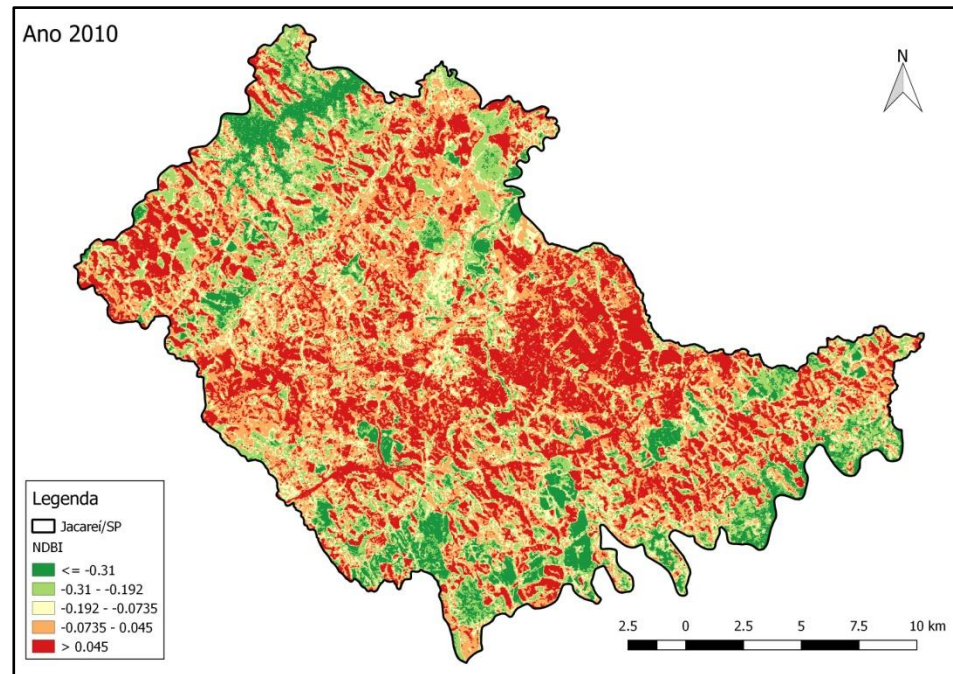 Ano 2010
N
Legenda
Jacareí/SP
NDBI
<= -0.31
-0.31 - -0.192
-0.192 - -0.0735
-0.0735 - 0.045
> 0.045
2.5 0 2.5 5 7.5 10 km